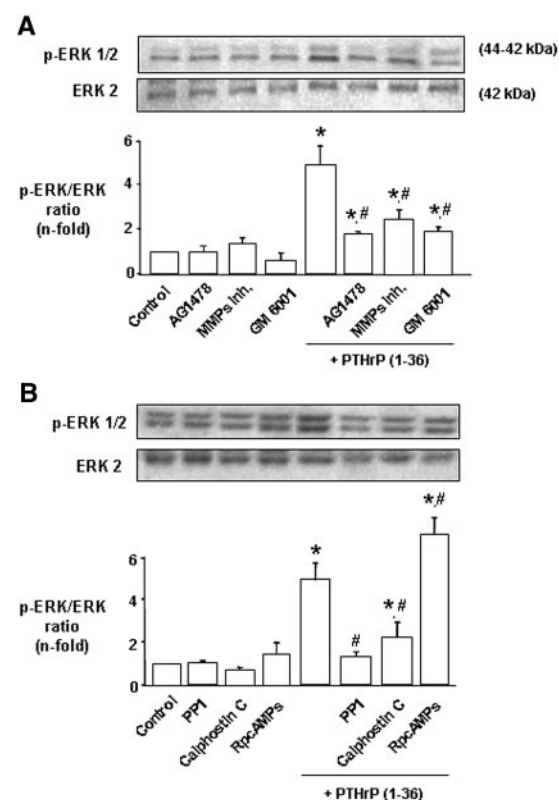 A
p-ERK 1/2
(44-42 kDa)
ERK 2
(42 kDa)
p-ERK/ERK
ratio
(n-fold)
6
4
2
0
*
*,#
*,#
*,#
Control
AG1478
MMPs Inh.
GM 6001
AG1478
MMPs Inh.
GM 6001
+ PTHrP (1-36)
B
p-ERK 1/2
ERK 2
p-ERK/ERK
ratio
(n-fold)
6
4
2
0
*
#
*,#
*,#
Control
PP1
Calphostin C
RpcAMPs
PP1
Calphostin C
RpcAMPs
+ PTHrP (1-36)